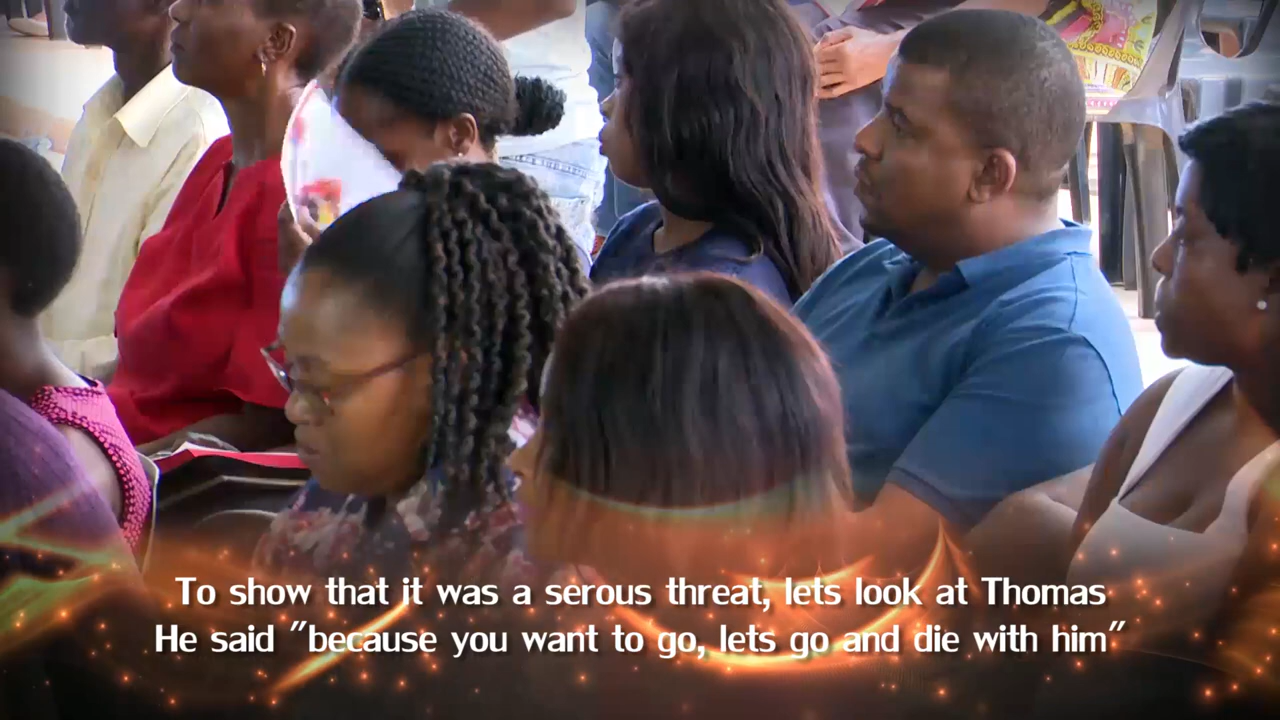 To show that it was a serous threat, lets look at Thomas
He said "because you want to go, lets go and die with him"